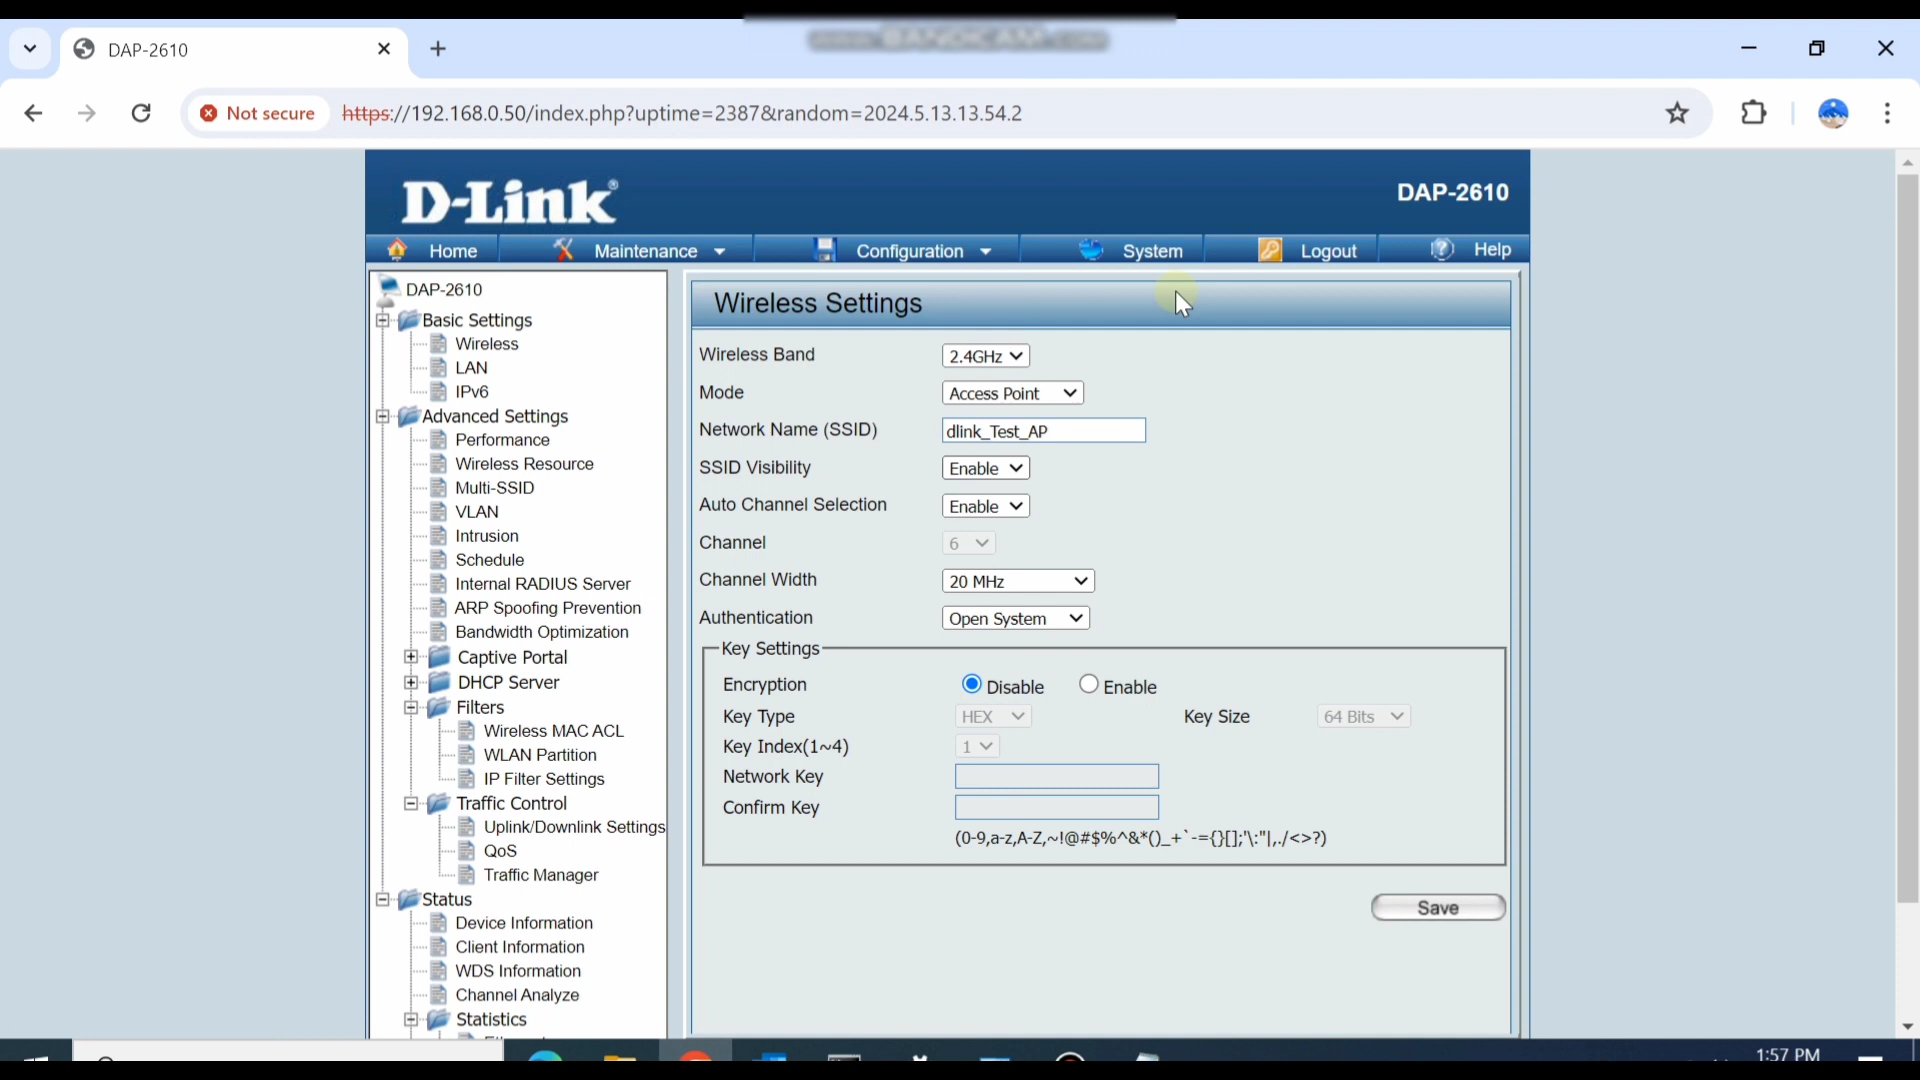 DAP-2610
www.BANDICAM.com
Not secure
https://192.168.0.50/index.php?uptime=2387&random=2024.5.13.13.54.2
D-Link®
DAP-2610
Home
Maintenance
Configuration
System
Logout
Help
DAP-2610
Basic Settings
Wireless
LAN
IPv6
Advanced Settings
Performance
Wireless Resource
Multi-SSID
VLAN
Intrusion
Schedule
Internal RADIUS Server
ARP Spoofing Prevention
Bandwidth Optimization
Captive Portal
DHCP Server
Filters
Wireless MAC ACL
WLAN Partition
IP Filter Settings
Traffic Control
Uplink/Downlink Settings
QoS
Traffic Manager
Status
Device Information
Client Information
WDS Information
Channel Analyze
Statistics
Wireless Settings
Wireless Band 2.4GHz
Mode Access Point
Network Name (SSID) dlink_Test_AP
SSID Visibility Enable
Auto Channel Selection Enable
Channel 6
Channel Width 20 MHz
Authentication Open System
Key Settings
Encryption Disable Enable
Key Type HEX Key Size 64 Bits
Key Index(1~4) 1
Network Key
Confirm Key
(0-9,a-z,A-Z,~!@#$%^&*()_+`-={}[];'\:"|,./<>?)
Save
1:57 PM